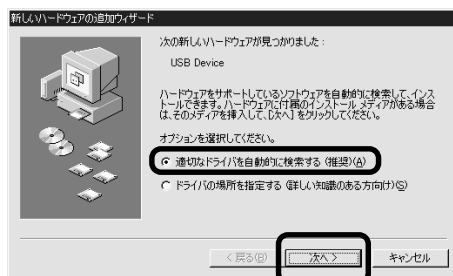 新しいハードウェアの追加ウィザード
次の新しいハードウェアが見つかりました :
USB Device
ハードウェアをサポートしているソフトウェアを自動的に検索して、インス
トールできます。ハードウェアに付属のインストール メディアがある場合
は、そのメディアを挿入して、[次へ] をクリックしてください。
オプションを選択してください。
適切なドライバを自動的に検索する (推奨)(A)
ドライバの場所を指定する (詳しい知識のある方向け)(S)
< 戻る(B) 次へ > キャンセル